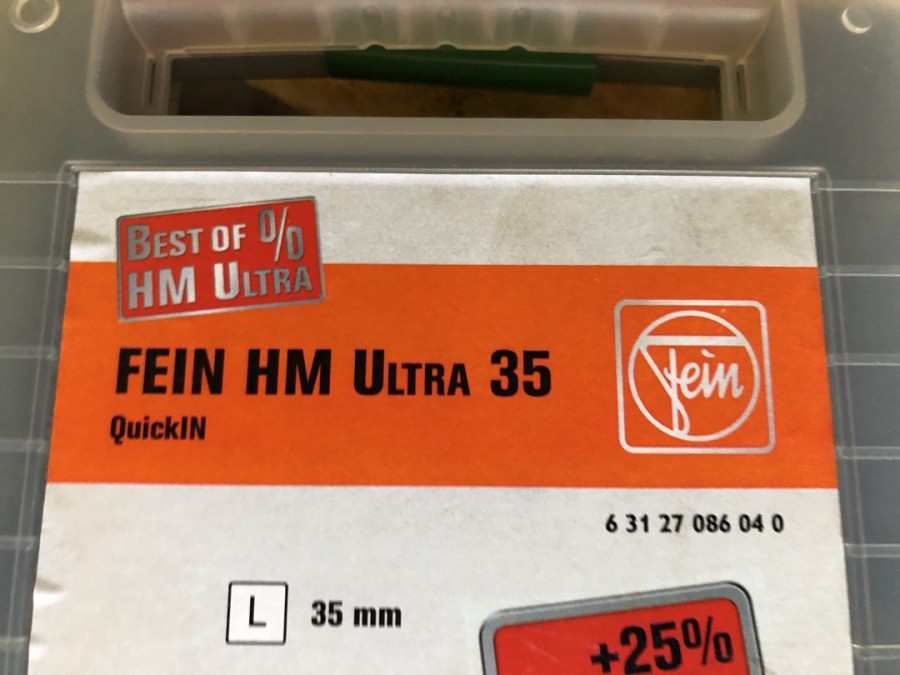 BEST OF %
HM ULTRA
FEIN HM ULTRA 35
QuickIN
fein
6 31 27 086 04 0
L 35 mm
+25%